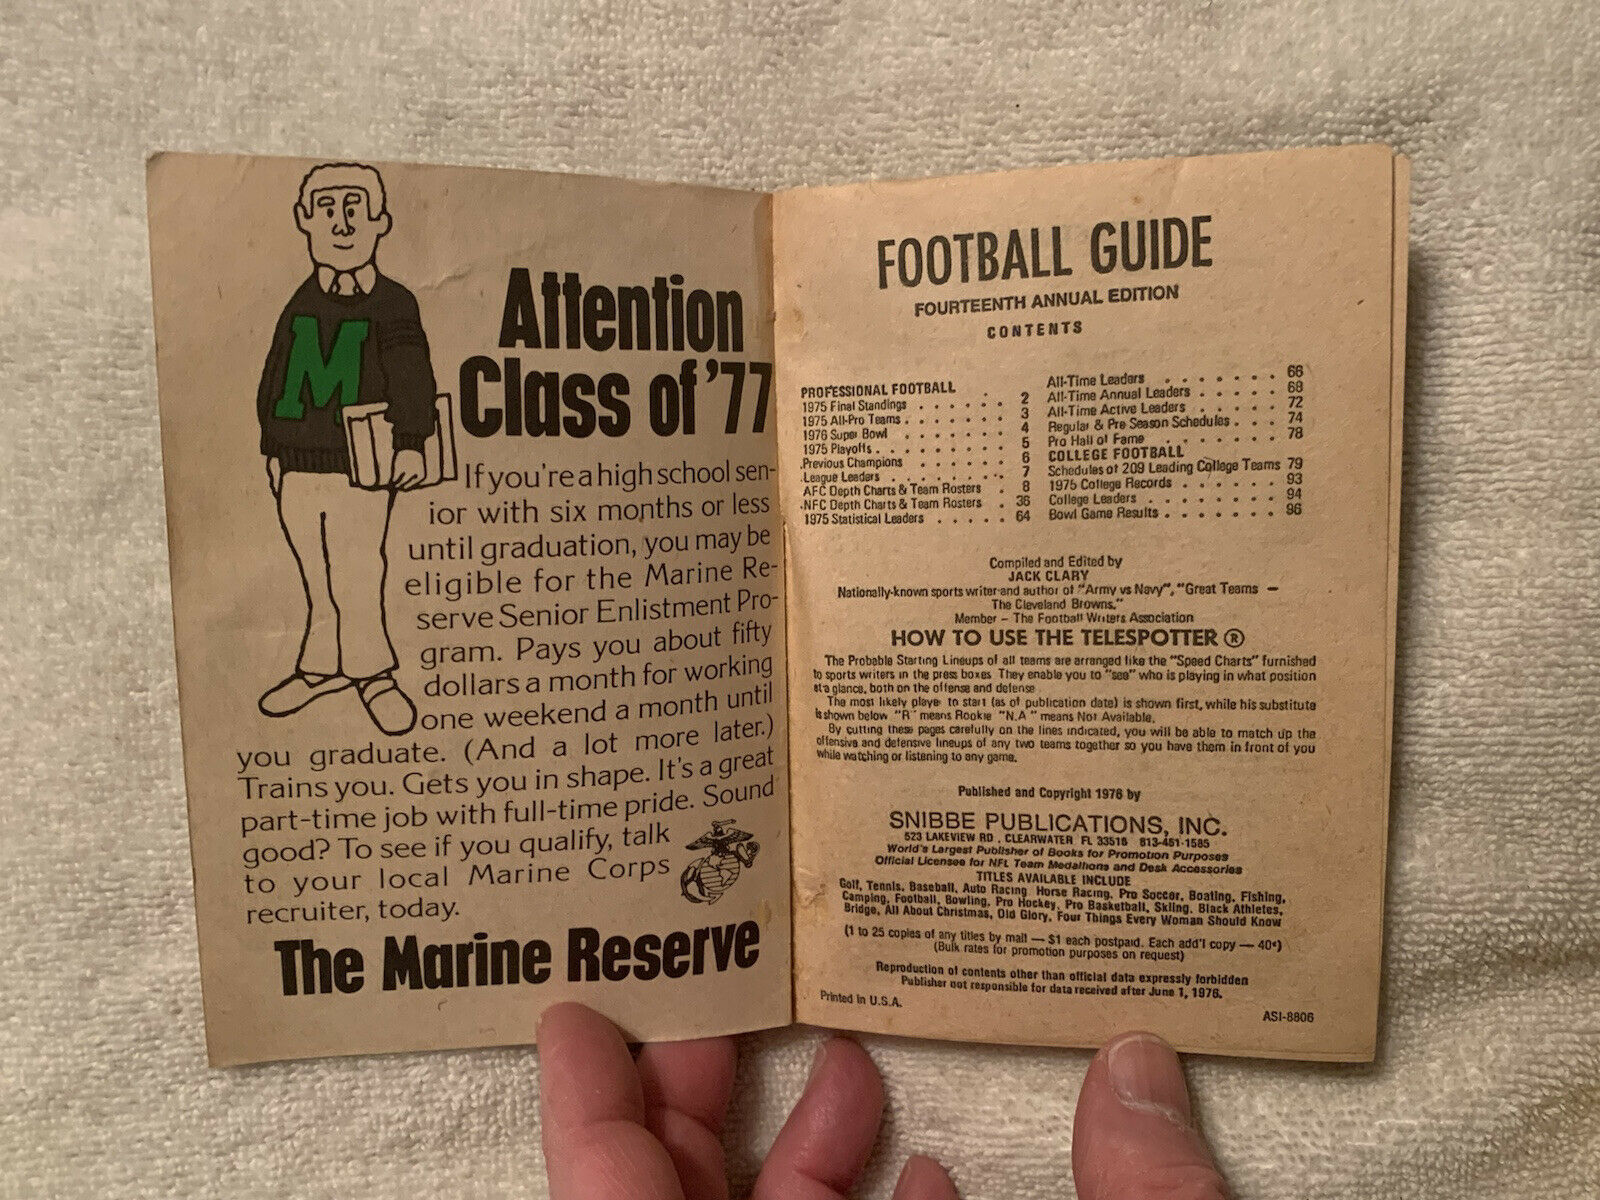 M
Attention
Class of '77
If you're a high school sen-
ior with six months or less
until graduation, you may be
eligible for the Marine Re-
serve Senior Enlistment Pro-
gram. Pays you about fifty
dollars a month for working
one weekend a month until
you graduate. (And a lot more later.)
Trains you. Gets you in shape. It's a great
part-time job with full-time pride. Sound
good? To see if you qualify, talk
to your local Marine Corps
recruiter, today.
The Marine Reserve
FOOTBALL GUIDE
FOURTEENTH ANNUAL EDITION
CONTENTS
PROFESSIONAL FOOTBALL
1975 Final Standings . . . . . . 2
1975 All-Pro Teams . . . . . . . 3
1976 Super Bowl . . . . . . . 4
1975 Playoffs . . . . . . . . 5
Previous Champions . . . . . . 6
League Leaders . . . . . . . . 7
AFC Depth Charts & Team Rosters . 8
NFC Depth Charts & Team Rosters . 36
1975 Statistical Leaders . . . . . 64
All-Time Leaders . . . . . . . 66
All-Time Annual Leaders . . . . . 68
All-Time Active Leaders . . . . . 72
Regular & Pre Season Schedules . . . 74
Pro Hall of Fame . . . . . . . 78
COLLEGE FOOTBALL
Schedules of 209 Leading College Teams 79
1975 College Records . . . . . . 93
College Leaders . . . . . . . . 94
Bowl Game Results . . . . . . . 96
Compiled and Edited by
JACK CLARY
Nationally-known sports writer and author of "Army vs Navy", "Great Teams —
The Cleveland Browns."
Member — The Football Writers Association
HOW TO USE THE TELESPOTTER ®
The Probable Starting Lineups of all teams are arranged like the "Speed Charts" furnished
to sports writers in the press boxes They enable you to "see" who is playing in what position
at a glance, both on the offense and defense
The most likely player to start (as of publication date) is shown first, while his substitute
is shown below "R" means Rookie "N.A " means Not Available.
By cutting these pages carefully on the lines indicated, you will be able to match up the
offensive and defensive lineups of any two teams together so you have them in front of you
while watching or listening to any game.
Published and Copyright 1976 by
SNIBBE PUBLICATIONS, INC.
523 LAKEVIEW RD , CLEARWATER FL 33516 813-461-1585
World's Largest Publisher of Books for Promotion Purposes
Official Licensee for NFL Team Medallions and Desk Accessories
TITLES AVAILABLE INCLUDE
Golf, Tennis, Baseball, Auto Racing Horse Racing, Pro Soccer, Boating, Fishing,
Camping, Football, Bowling, Pro Hockey, Pro Basketball, Skiing, Black Athletes,
Bridge, All About Christmas, Old Glory, Four Things Every Woman Should Know
(1 to 25 copies of any titles by mail — $1 each postpaid. Each add'l copy — 40¢)
(Bulk rates for promotion purposes on request)
Reproduction of contents other than official data expressly forbidden
Publisher not responsible for data received after June 1, 1976.
Printed in U.S.A.
ASI-8806